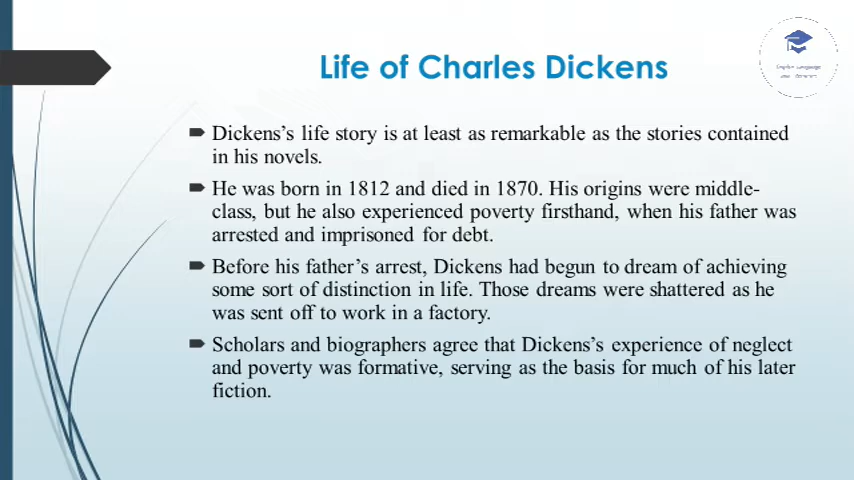 Life of Charles Dickens
English Language
and Literature
Dickens’s life story is at least as remarkable as the stories contained
in his novels.
He was born in 1812 and died in 1870. His origins were middle-
class, but he also experienced poverty firsthand, when his father was
arrested and imprisoned for debt.
Before his father’s arrest, Dickens had begun to dream of achieving
some sort of distinction in life. Those dreams were shattered as he
was sent off to work in a factory.
Scholars and biographers agree that Dickens’s experience of neglect
and poverty was formative, serving as the basis for much of his later
fiction.